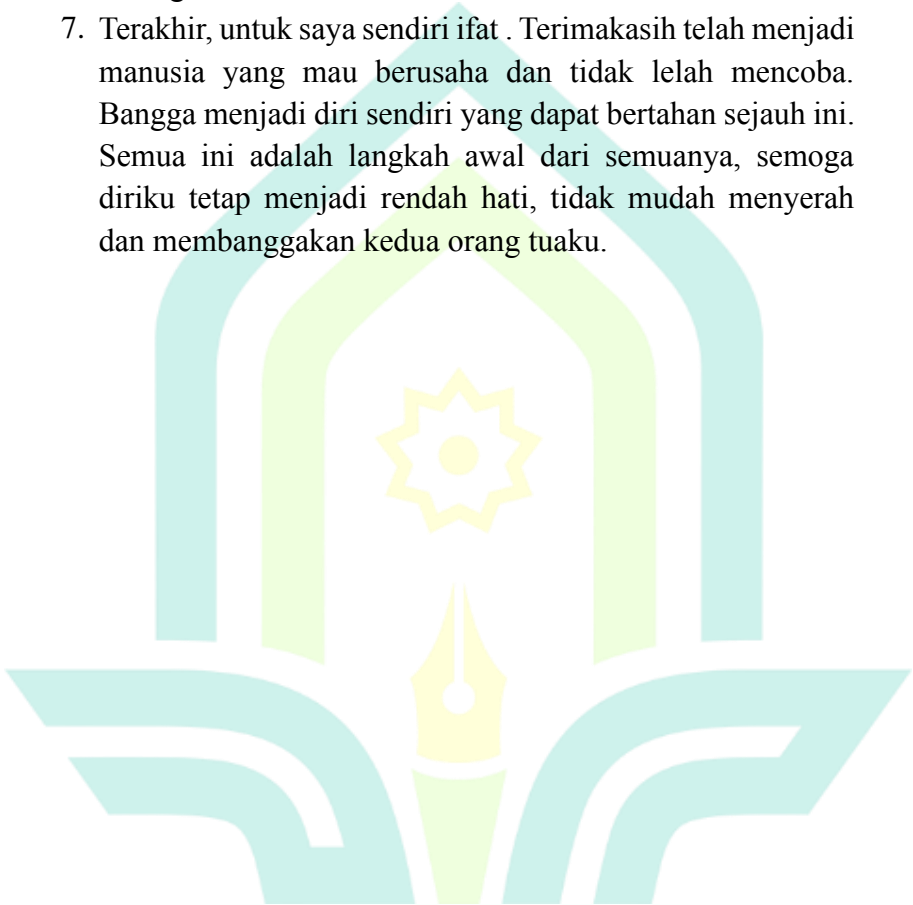 7. Terakhir, untuk saya sendiri ifat . Terimakasih telah menjadi
manusia yang mau berusaha dan tidak lelah mencoba.
Bangga menjadi diri sendiri yang dapat bertahan sejauh ini.
Semua ini adalah langkah awal dari semuanya, semoga
diriku tetap menjadi rendah hati, tidak mudah menyerah
dan membanggakan kedua orang tuaku.